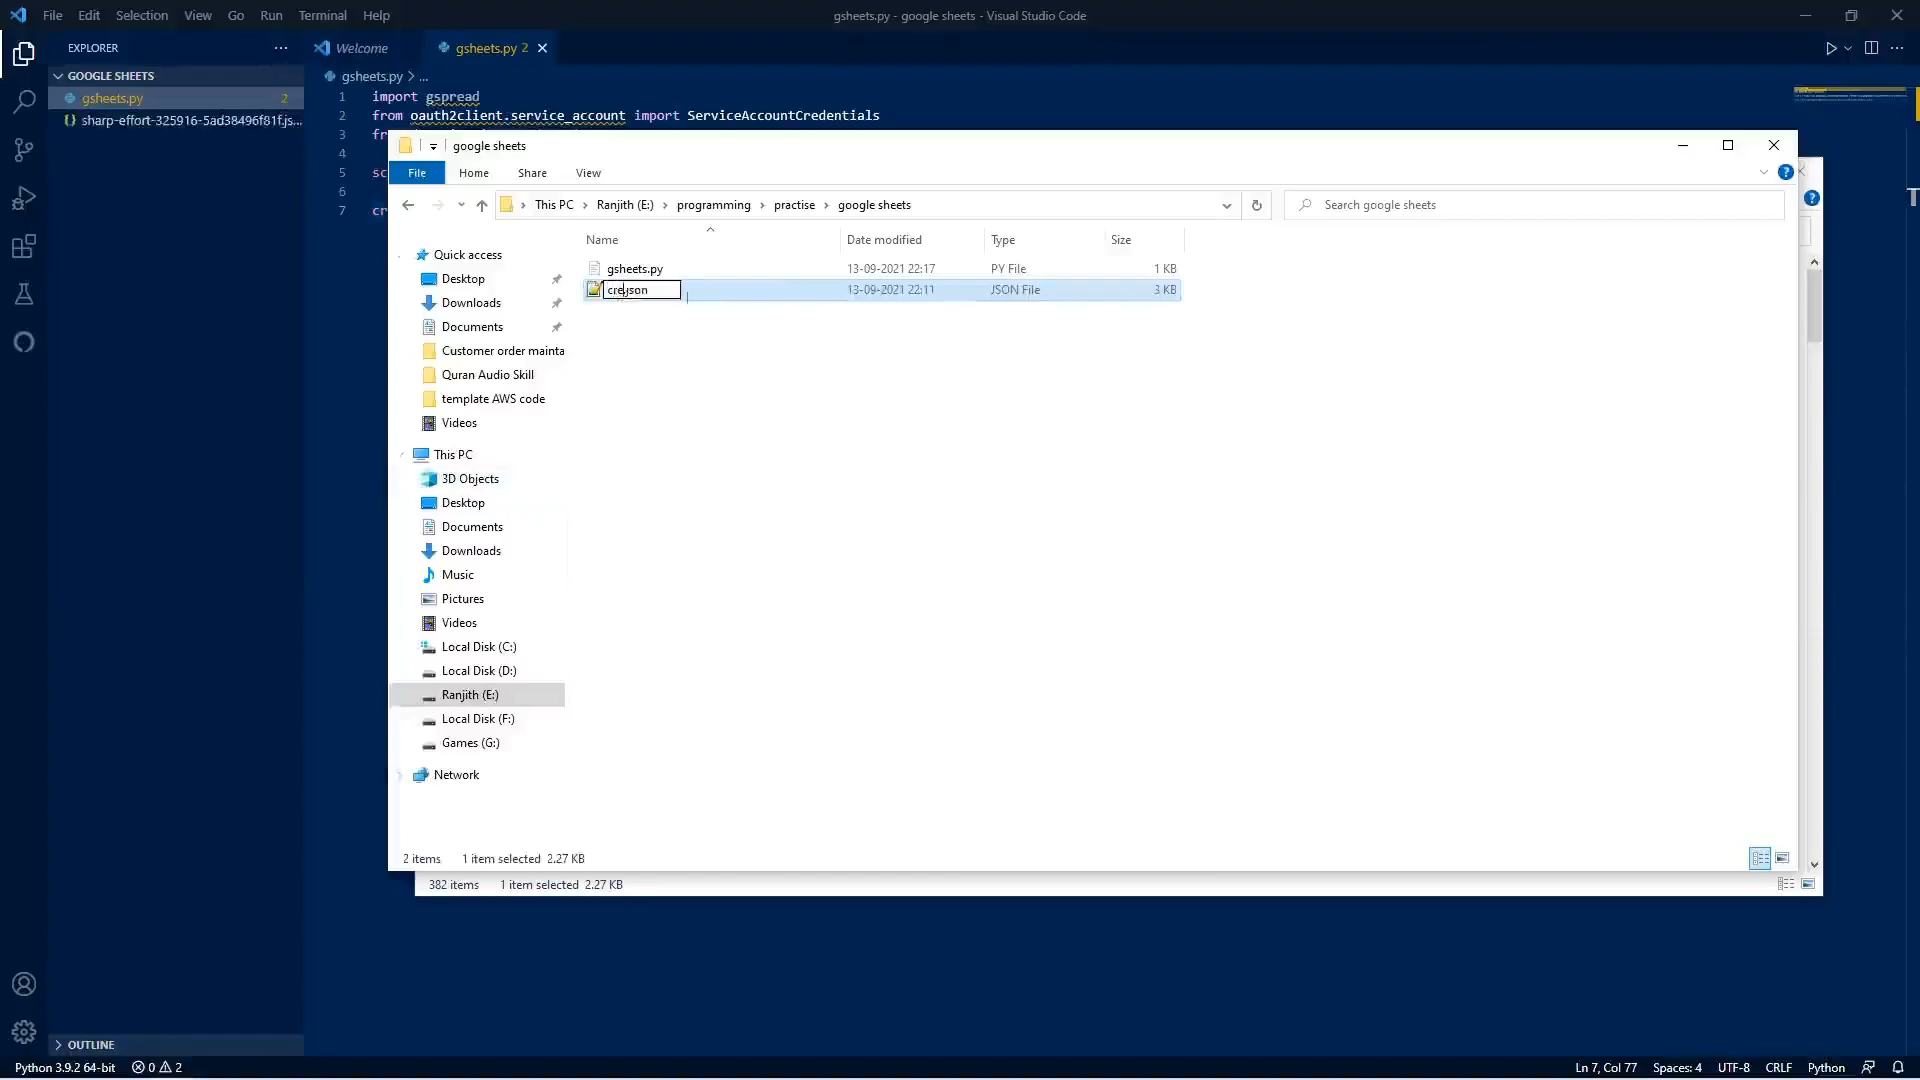 File Edit Selection View Go Run Terminal Help
gsheets.py - google sheets - Visual Studio Code
EXPLORER
Welcome
gsheets.py 2
GOOGLE SHEETS
gsheets.py 2
sharp-effort-325916-5ad38496f81f.js...
gsheets.py > ...
1 import gspread
2 from oauth2client.service_account import ServiceAccountCredentials
3
4
5 sc
6
7 cr
google sheets
File Home Share View
This PC > Ranjith (E:) > programming > practise > google sheets
Search google sheets
Name Date modified Type Size
gsheets.py 13-09-2021 22:17 PY File 1 KB
13-09-2021 22:11 JSON File 3 KB
Quick access
Desktop
Downloads
Documents
Customer order mainta
Quran Audio Skill
template AWS code
Videos
This PC
3D Objects
Desktop
Documents
Downloads
Music
Pictures
Videos
Local Disk (C:)
Local Disk (D:)
Ranjith (E:)
Local Disk (F:)
Games (G:)
Network
2 items 1 item selected 2.27 KB
382 items 1 item selected 2.27 KB
OUTLINE
Python 3.9.2 64-bit 0 2
Ln 7, Col 77 Spaces: 4 UTF-8 CRLF Python